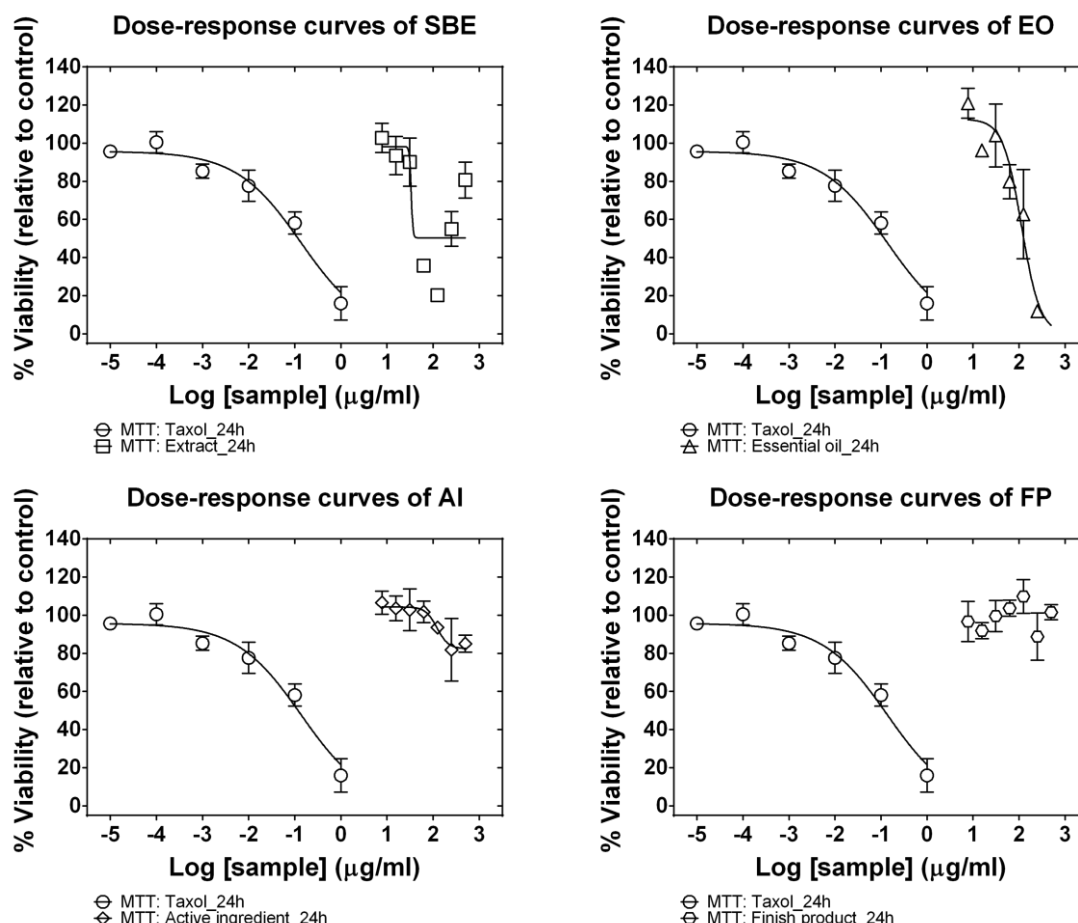 Dose-response curves of SBE
% Viability (relative to control)
140
120
100
80
60
40
20
0
-5 -4 -3 -2 -1 0 1 2 3
Log [sample] (μg/ml)
MTT: Taxol_24h
MTT: Extract_24h
Dose-response curves of EO
% Viability (relative to control)
140
120
100
80
60
40
20
0
-5 -4 -3 -2 -1 0 1 2 3
Log [sample] (μg/ml)
MTT: Taxol_24h
MTT: Essential oil_24h
Dose-response curves of AI
% Viability (relative to control)
140
120
100
80
60
40
20
0
-5 -4 -3 -2 -1 0 1 2 3
Log [sample] (μg/ml)
MTT: Taxol_24h
MTT: Active ingredient_24h
Dose-response curves of FP
% Viability (relative to control)
140
120
100
80
60
40
20
0
-5 -4 -3 -2 -1 0 1 2 3
Log [sample] (μg/ml)
MTT: Taxol_24h
MTT: Finish product_24h